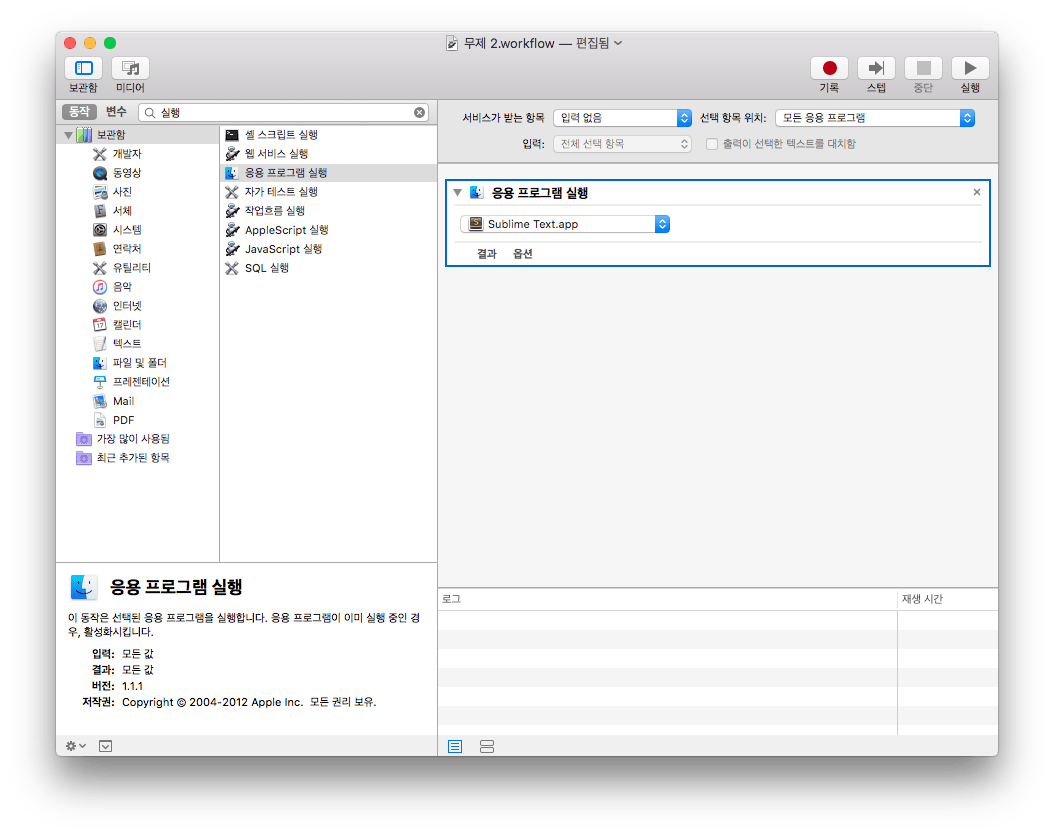 무제 2.workflow — 편집됨
보관함
미디어
기록
스텝
중단
실행
동작
변수
실행
보관함
개발자
동영상
사진
서체
시스템
연락처
유틸리티
음악
인터넷
캘린더
텍스트
파일 및 폴더
프레젠테이션
Mail
PDF
가장 많이 사용됨
최근 추가된 항목
셸 스크립트 실행
웹 서비스 실행
응용 프로그램 실행
자가 테스트 실행
작업흐름 실행
AppleScript 실행
JavaScript 실행
SQL 실행
서비스가 받는 항목 입력 없음 선택 항목 위치: 모든 응용 프로그램
입력: 전체 선택 항목 출력이 선택한 텍스트를 대치함
응용 프로그램 실행
Sublime Text.app
결과 옵션
응용 프로그램 실행
이 동작은 선택된 응용 프로그램을 실행합니다. 응용 프로그램이 이미 실행 중인 경
우, 활성화시킵니다.
입력: 모든 값
결과: 모든 값
버전: 1.1.1
저작권: Copyright © 2004-2012 Apple Inc. 모든 권리 보유.
로그
재생 시간
17